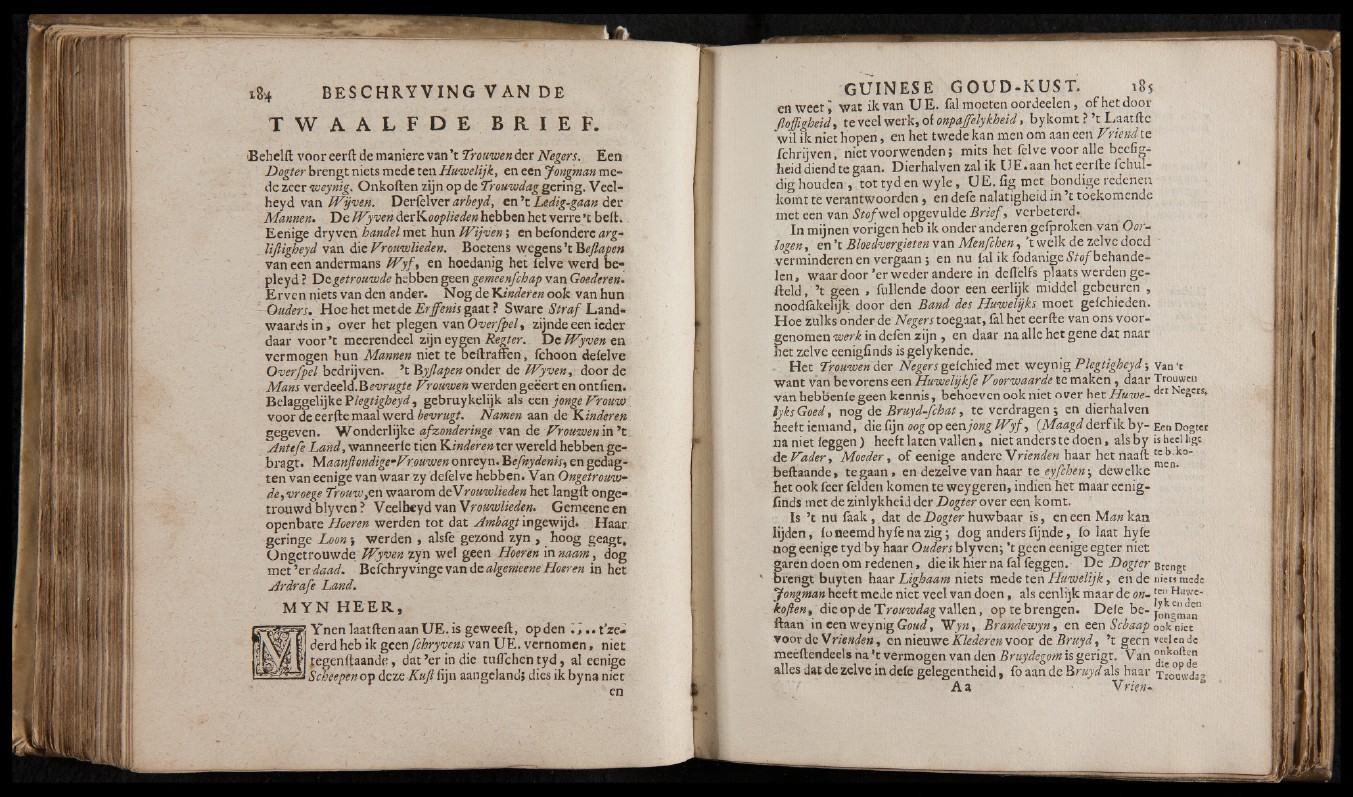 184 BESCHRYVING VAN DE
TWAALFDE BRIEF.
Behelſt voor eerſt de maniere van 't Trouwen der Negers. Een
Dogter brengt niets mede ten Huwelijk, en een Jongman me-
de zeer weynig. Onkoſten zijn op de Trouwdag gering. Veel-
heyd van Wijven. Derſelver arbeyd, en 't Ledig-gaan der
Mannen. De Wyven der Kooplieden hebben het verre 't beſt.
Eenige dryven handel met hun Wijven; en beſondere arg-
liſtigheyd van die Vrouwlieden. Boetens wegens 't Beſlapen
van een andermans Wyf, en hoedanig het ſelve werd be-
pleyd? De getrouwde hebben geen gemeenſchap van Goederen.
Erven niets van den ander. Nog de Kinderen ook van hun
Ouders. Hoe het met de Erffenis gaat? Sware Straf Land-
waards in, over het plegen van Overſpel, zijnde een ieder
daar voor 't meerendeel zijn eygen Regter. De Wyven en
vermogen hun Mannen niet te beſtraffen, ſchoon deſelve
Overſpel bedrijven. 't Byſlapen onder de Wyven, door de
Mans verdeeld. Bevrugte Vrouwen werden geëert en ontſien.
Belaggelijke Plegtigheyd, gebruykelijk als een jonge Vrouw
voor de eerſte maal werd bevrugt. Namen aan de Kinderen
gegeven. Wonderlijke afzonderinge van de Vrouwen in 't
Anteſe Land, wanneerſe tien Kinderen ter wereld hebben ge-
bragt. Maanſtondige-Vrouwen onreyn. Beſnydenis, en gedag-
ten van eenige van waar zy deſelve hebben. Van Ongetrouw-
de, vroege Trouw, en waarom de Vrouwlieden het langſt onge-
trouwd blyven? Veelheyd van Vrouwlieden. Gemeene en
openbare Hoeren werden tot dat Ambagt ingewijd. Haar
geringe Loon; werden, alsſe gezond zyn, hoog geagt.
Ongetrouwde Wyven zyn wel geen Hoeren in naam, dog
met 'er daad. Beſchryvinge van de algemeene Hoeren in het
Ardraſe Land.
MYN HEER,
MYnen laatſten aan UE. is geweeſt, op den .... t'ze-
derd heb ik geen ſchryvens van UE. vernomen, niet
tegenſtaande, dat 'er in die tuſſchen tyd, al eenige
Scheepen op deze Kuſt ſijn aangeland; dies ik byna niet
en
GUINESE GOUD-KUST. 185
en weet, wat ik van UE. ſal moeten oordeelen, of het door
ſloffigheid, te veel werk, of onpaſſelykheid, bykomt? 't Laatſte
wil ik niet hopen, en het twede kan men om aan een Vriend te
ſchrijven, niet voorwenden; mits het ſelve voor alle beeſig-
heid diend te gaan. Dierhalven zal ik UE. aan het eerſte ſchul-
dig houden, tot tyd en wyle, UE. ſig met bondige redenen
komt te verantwoorden, en deſe nalatigheid in 't toekomende
met een van Stof wel opgevulde Brief, verbeterd.
In mijnen vorigen heb ik onder anderen geſproken van Oor-
logen, en 't Bloedvergieten van Menſchen, 't welk de zelve doed
verminderen en vergaan; en nu ſal ik ſodanige Stof behande-
len, waar door 'er weder andere in deſſelfs plaats werden ge-
ſteld, 't geen, ſullende door een eerlijk middel gebeuren,
noodſakelijk door den Band des Huwelijks moet geſchieden.
Hoe zulks onder de Negers toegaat, ſal het eerſte van ons voor-
genomen werk in deſen zijn, en daar na alle het gene dat naar
het zelve eenigſinds is gelykende.
Het Trouwen der Negers geſchied met weynig Plegtigheyd; Van 't
want van bevorens een Huwelijkſe Voorwaarde te maken, daar Trouwen
van hebbenſe geen kennis, behoeven ook niet over het Huwe- der Negers.
lyks Goed, nog de Bruyd-ſchat, te verdragen; en dierhalven
heeft iemand, die ſijn oog op een jong Wyf, (Maagd derf ik by- Een Dogter
na niet ſeggen) heeft laten vallen, niet anders te doen, als by is heel ligt
de Vader, Moeder, of eenige andere Vrienden haar het naaſt te b.ko-
beſtaande, te gaan, en dezelve van haar te eyſchen; dewelke men.
het ook ſeer ſelden komen te weygeren, indien het maar eenig-
ſinds met de zinlykheid der Dogter over een komt.
Is 't nu ſaak, dat de Dogter huwbaar is, en een Man kan
lijden, ſo neemd hyſe na zig; dog anders ſijnde, ſo laat hyſe
nog eenige tyd by haar Ouders blyven; 't geen eenige egter niet
garen doen om redenen, die ik hier na ſal ſeggen. De Dogter Brengt
brengt buyten haar Lighaam niets mede ten Huwelijk, en de niets mede
Jongman heeft mede niet veel van doen, als eenlijk maar de on- ten Huwe-
koſten, die op de Trouwdag vallen, op te brengen. Deſe be- lyk en den
ſtaan in een weynig Goud, Wyn, Brandewyn, en een Schaap Jongman ook niet
voor de Vrienden, en nieuwe Klederen voor de Bruyd, 't geen veel en de
meeſtendeels na 't vermogen van den Bruydegom is gerigt. Van onkoſten
alles dat de zelve in deſe gelegentheid, ſo aan de Bruyd als haar die op de Trouwdag
Aa Vrien-